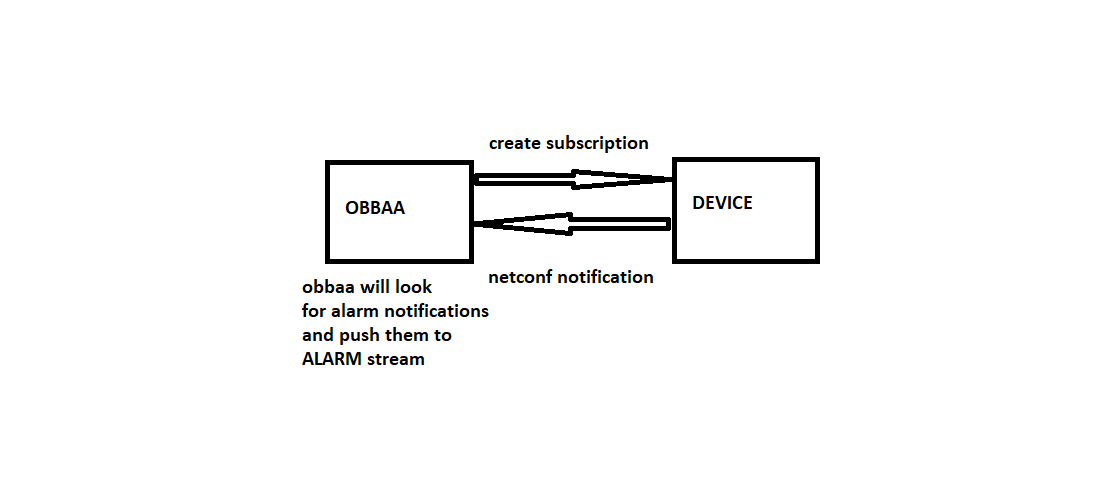 create subscription
OBBAA
DEVICE
netconf notification
obbaa will look
for alarm notifications
and push them to
ALARM stream